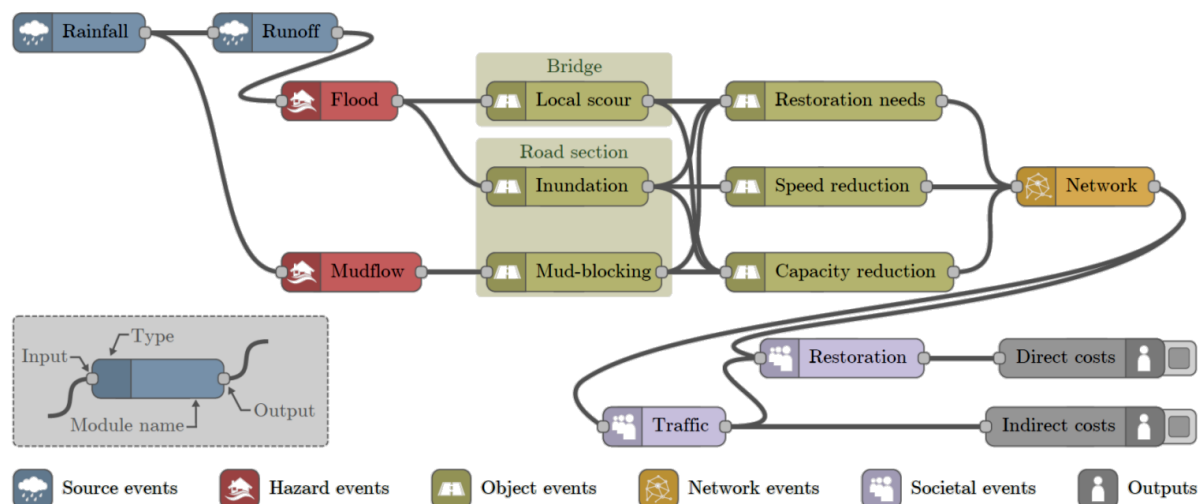 Rainfall
Runoff
Bridge
Flood
Local scour
Restoration needs
Road section
Inundation
Speed reduction
Network
Mudflow
Mud-blocking
Capacity reduction
Type
Input
Output
Module name
Restoration
Direct costs
Traffic
Indirect costs
Source events
Hazard events
Object events
Network events
Societal events
Outputs